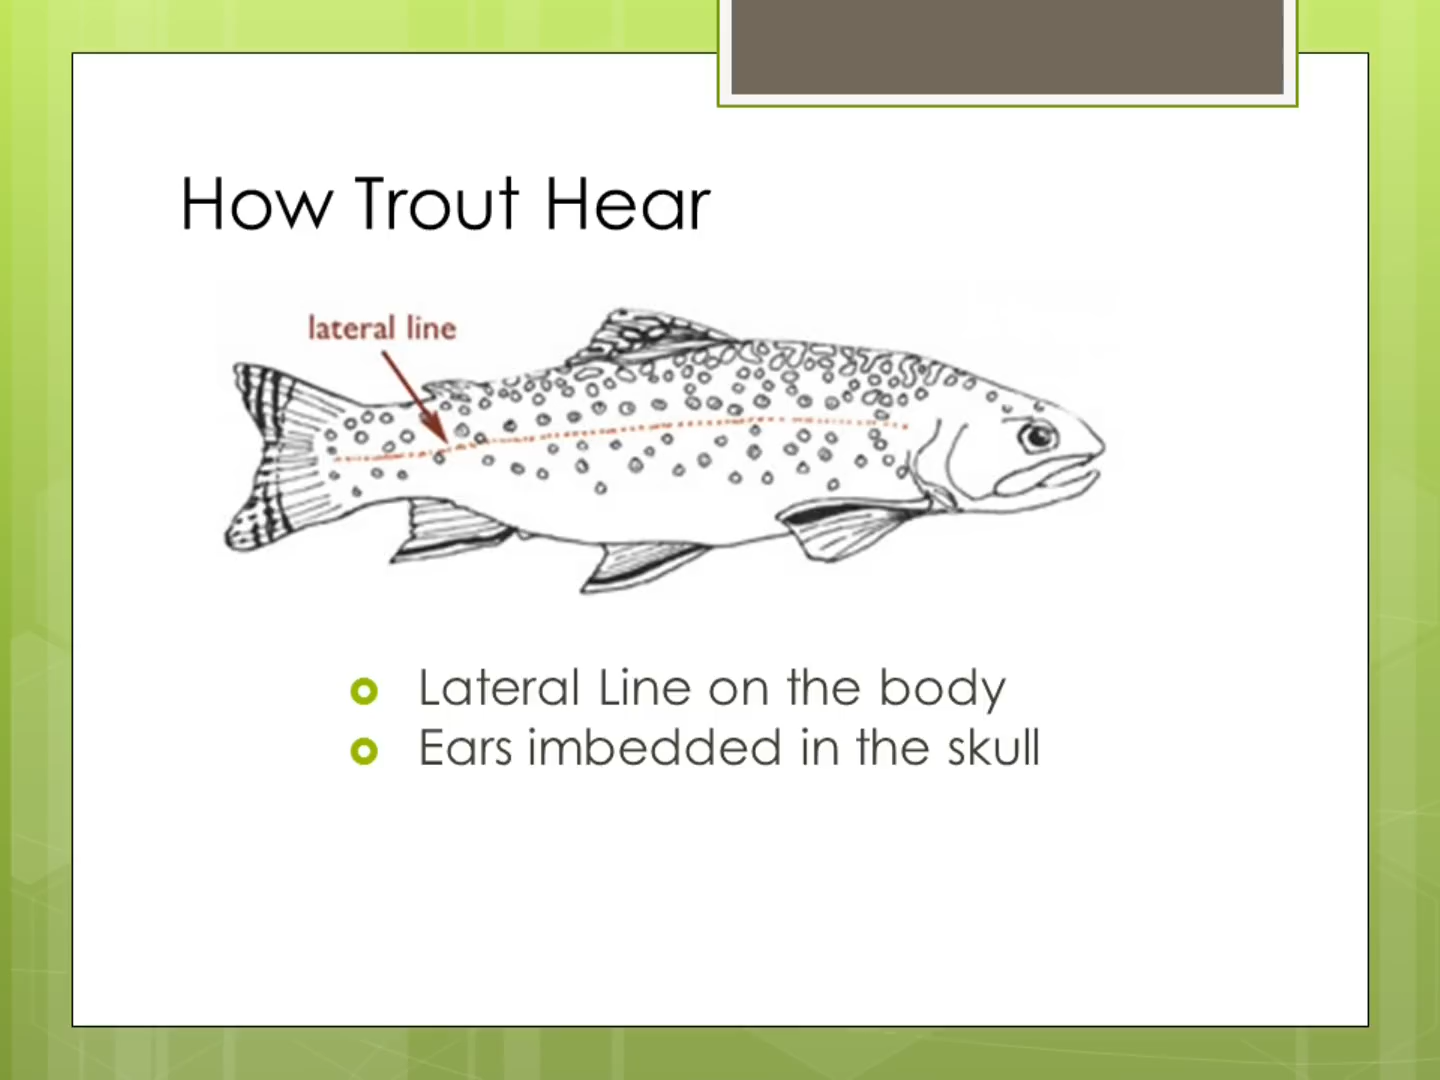 How Trout Hear
lateral line
Lateral Line on the body
Ears imbedded in the skull